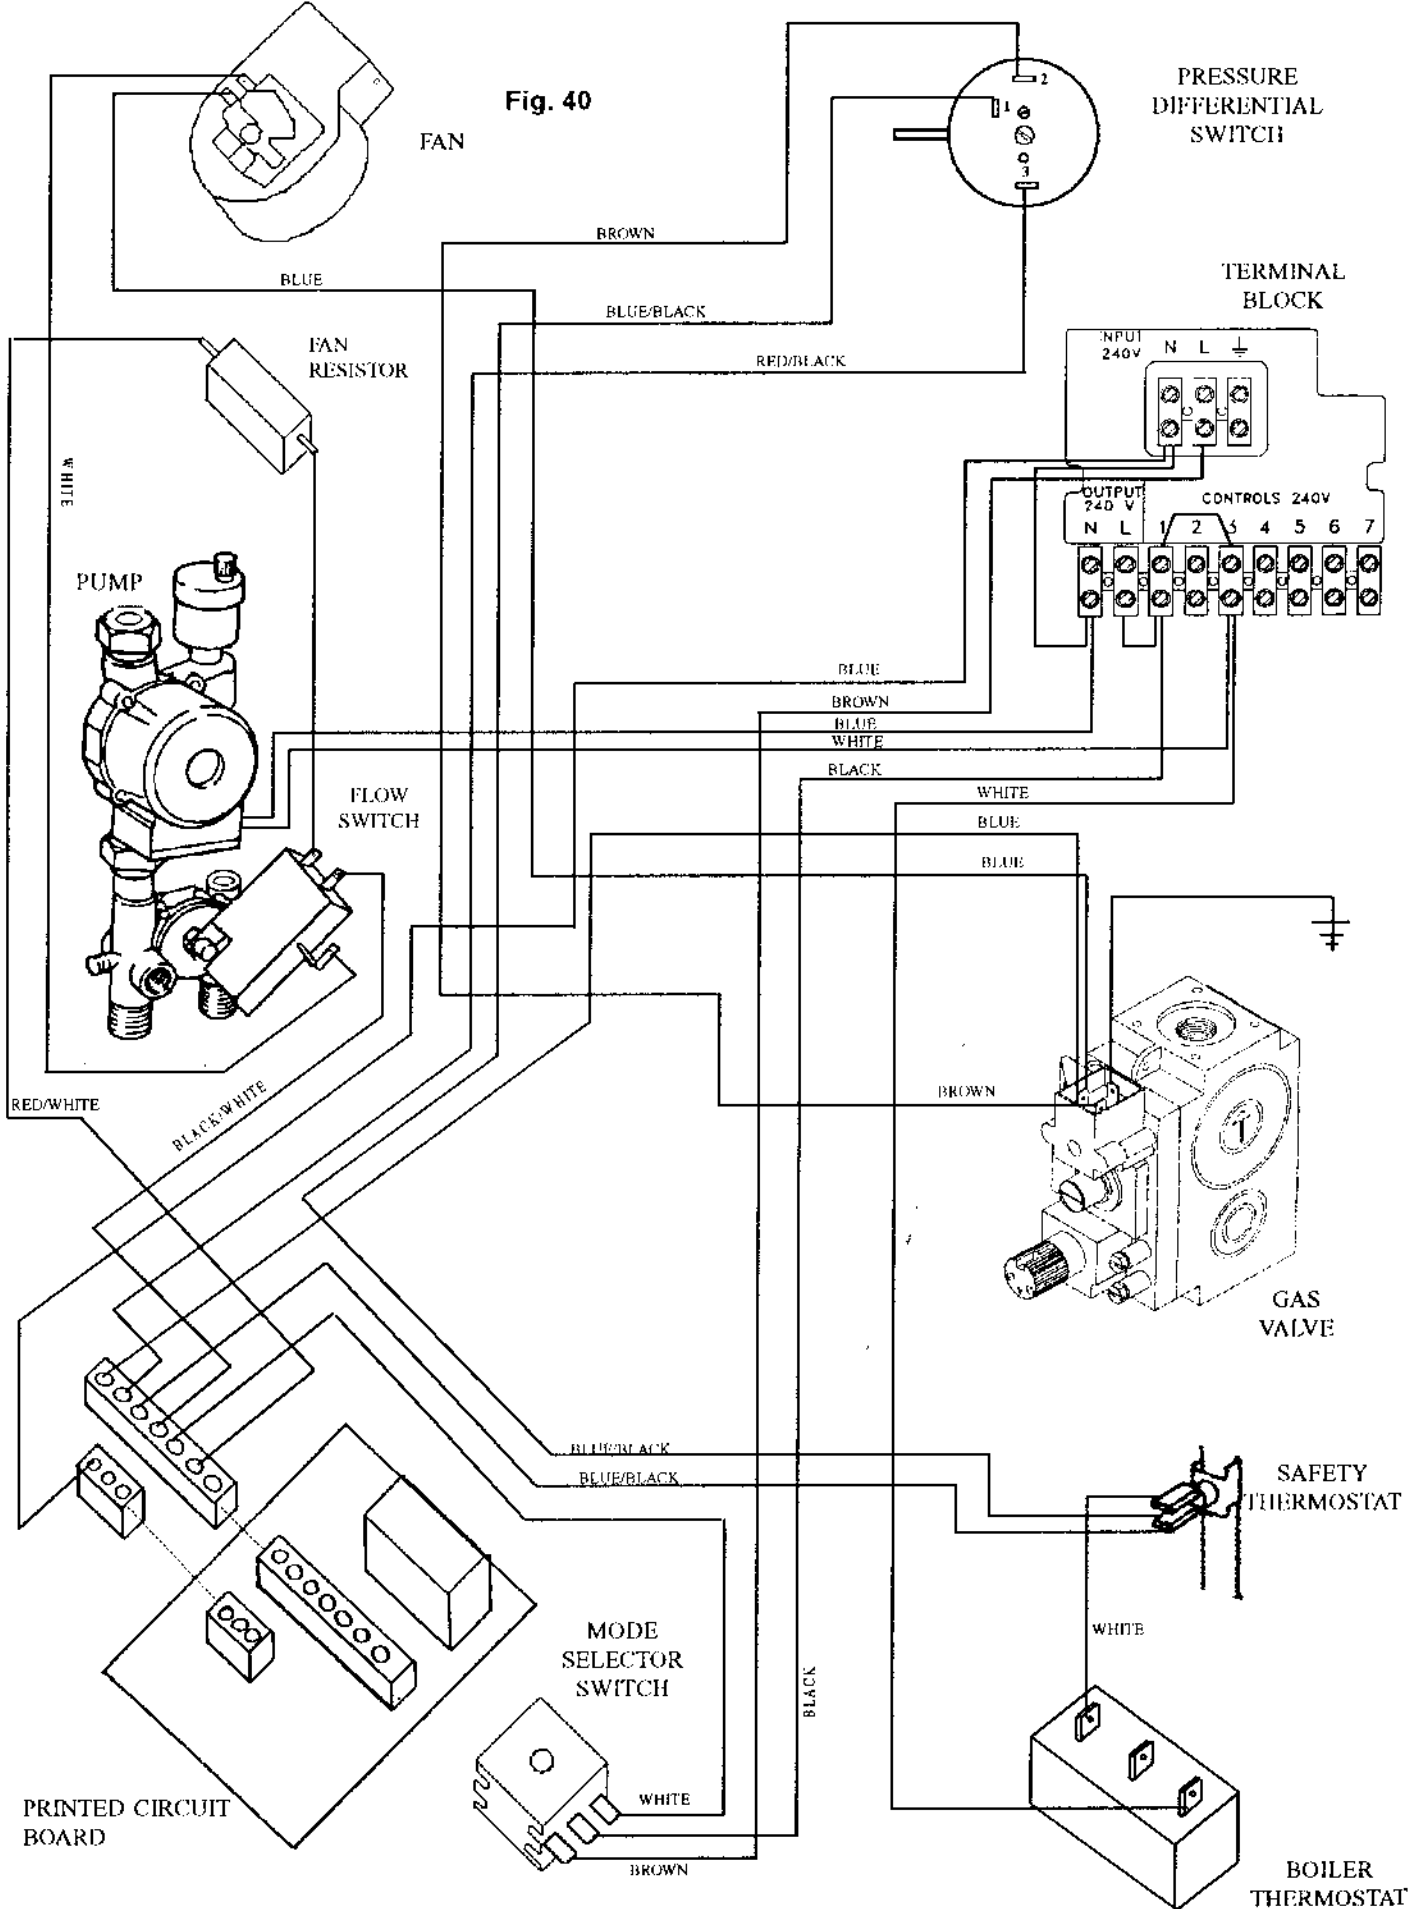 Fig. 40
FAN
PRESSURE
DIFFERENTIAL
SWITCH
2
1
3
BROWN
BLUE
BLUE/BLACK
RED/BLACK
TERMINAL
BLOCK
INPUT
240V
N L
FAN
RESISTOR
WHITE
OUTPUT
240 V
CONTROLS 240V
N L 1 2 3 4 5 6 7
PUMP
BLUE
BROWN
BLUE
WHITE
BLACK
WHITE
BLUE
BLUE
FLOW
SWITCH
RED/WHITE
BLACK/WHITE
BROWN
GAS
VALVE
BLUE/BLACK
BLUE/BLACK
SAFETY
THERMOSTAT
WHITE
MODE
SELECTOR
SWITCH
BLACK
WHITE
BROWN
PRINTED CIRCUIT
BOARD
BOILER
THERMOSTAT